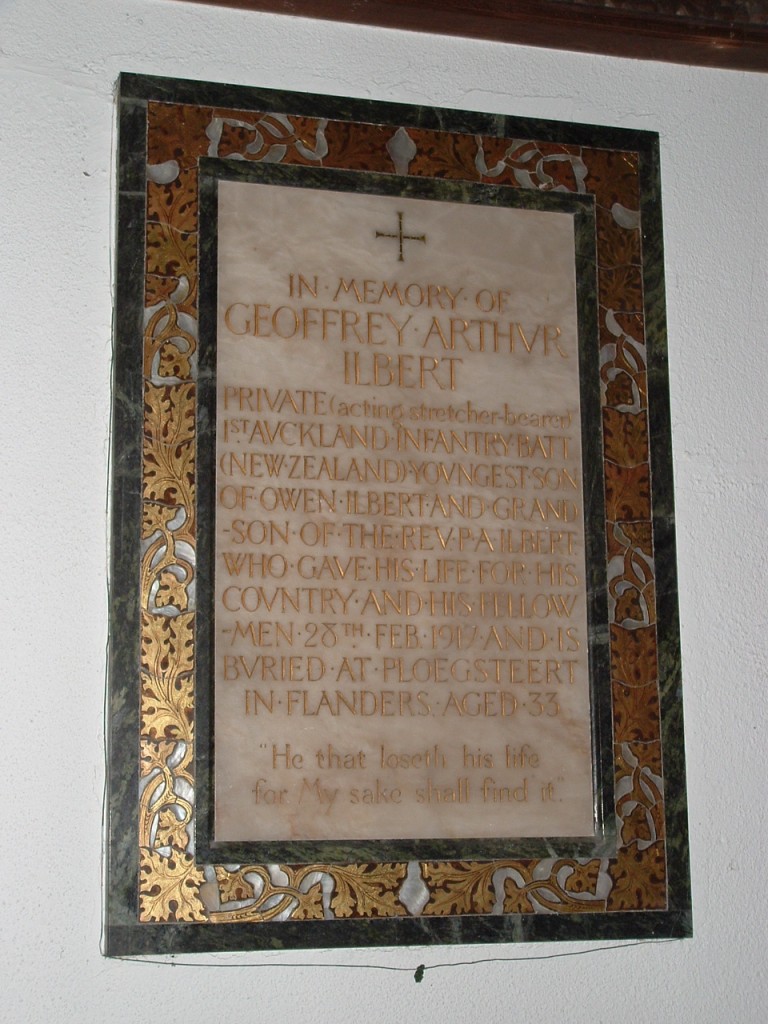 IN·MEMORY·OF
GEOFFREY·ARTHVR
ILBERT
PRIVATE (acting·stretcher-bearer)
1ST AVCKLAND·INFANTRY·BATT.
(NEW·ZEALAND)·YOVNGEST·SON
OF·OWEN·ILBERT·AND·GRAND
-SON·OF·THE·REV·P·A·ILBERT
WHO·GAVE·HIS·LIFE·FOR·HIS
COVNTRY·AND·HIS·FELLOW
-MEN·28TH·FEB·1917·AND·IS
BVRIED·AT·PLOEGSTEERT
IN·FLANDERS·AGED·33
"He that loseth his life
for My sake shall find it."